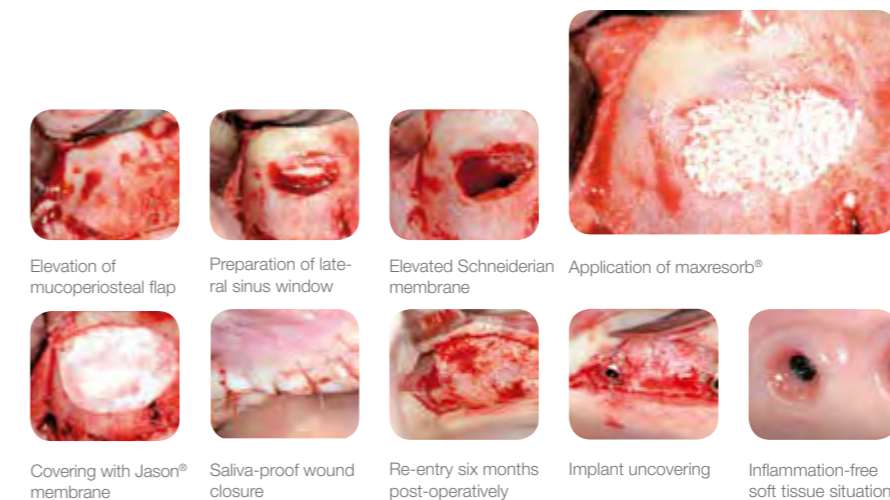 Elevation of
mucoperiosteal flap
Preparation of late-
ral sinus window
Elevated Schneiderian
membrane
Application of maxresorb®
Covering with Jason®
membrane
Saliva-proof wound
closure
Re-entry six months
post-operatively
Implant uncovering
Inflammation-free
soft tissue situation